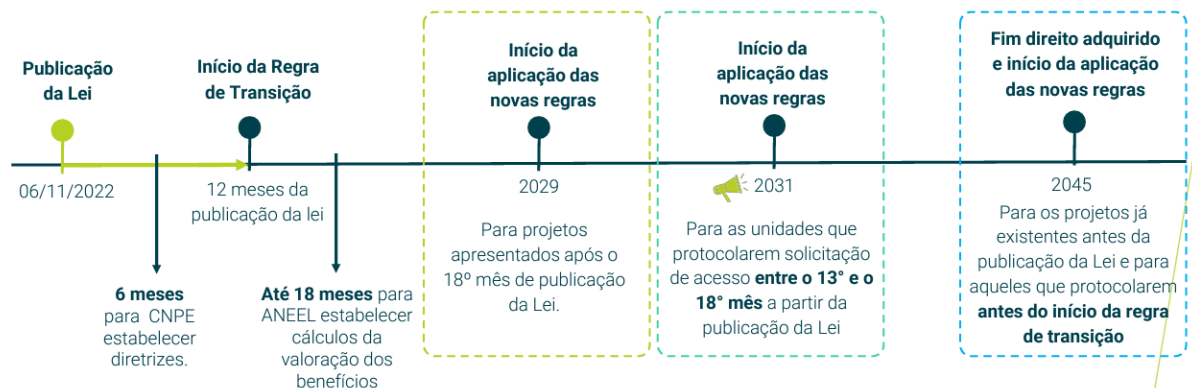 Publicação
da Lei
06/11/2022
6 meses
para CNPE
estabelecer
diretrizes.
Início da Regra
de Transição
12 meses da
publicação da lei
Até 18 meses para
ANEEL estabelecer
cálculos da
valoração dos
benefícios
Início da
aplicação das
novas regras
2029
Para projetos
apresentados após o
18º mês de publicação
da Lei.
Início da
aplicação das
novas regras
2031
Para as unidades que
protocolarem solicitação
de acesso entre o 13° e o
18° mês a partir da
publicação da Lei
Fim direito adquirido
e início da aplicação
das novas regras
2045
Para os projetos já
existentes antes da
publicação da Lei e para
aqueles que protocolarem
antes do início da regra
de transição